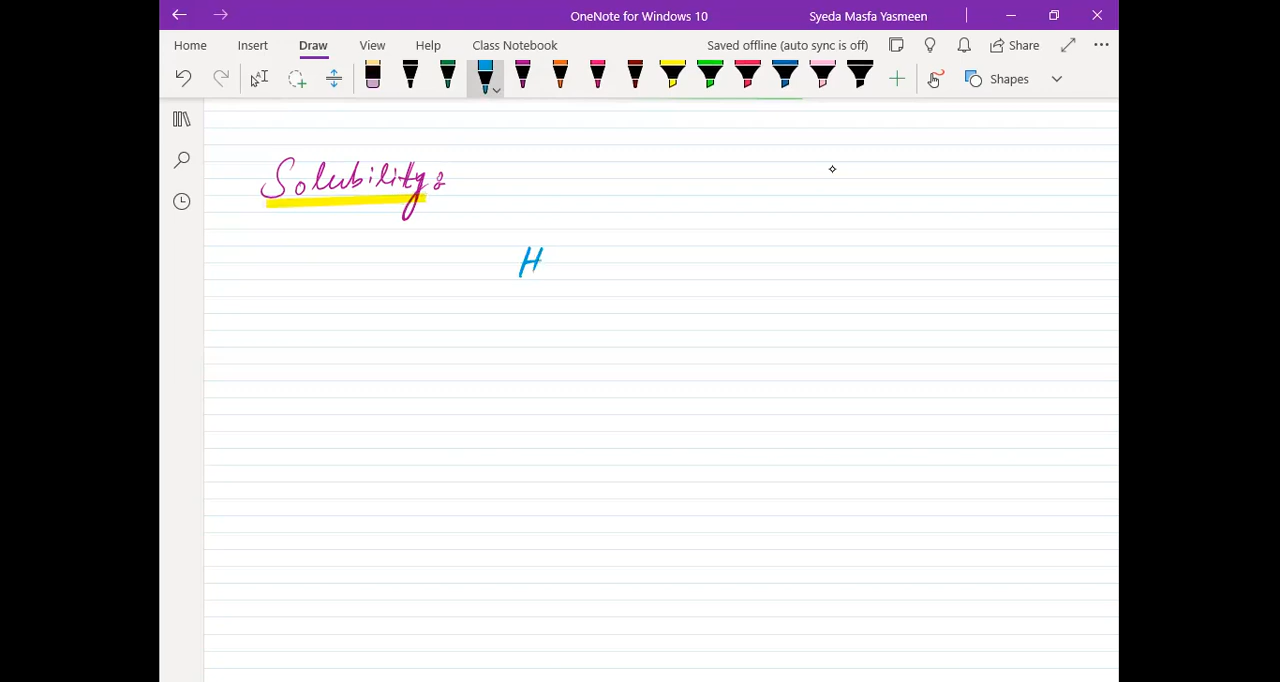 OneNote for Windows 10 Syeda Masfa Yasmeen
Home Insert Draw View Help Class Notebook Saved offline (auto sync is off) Share
Shapes
Solubility:
H